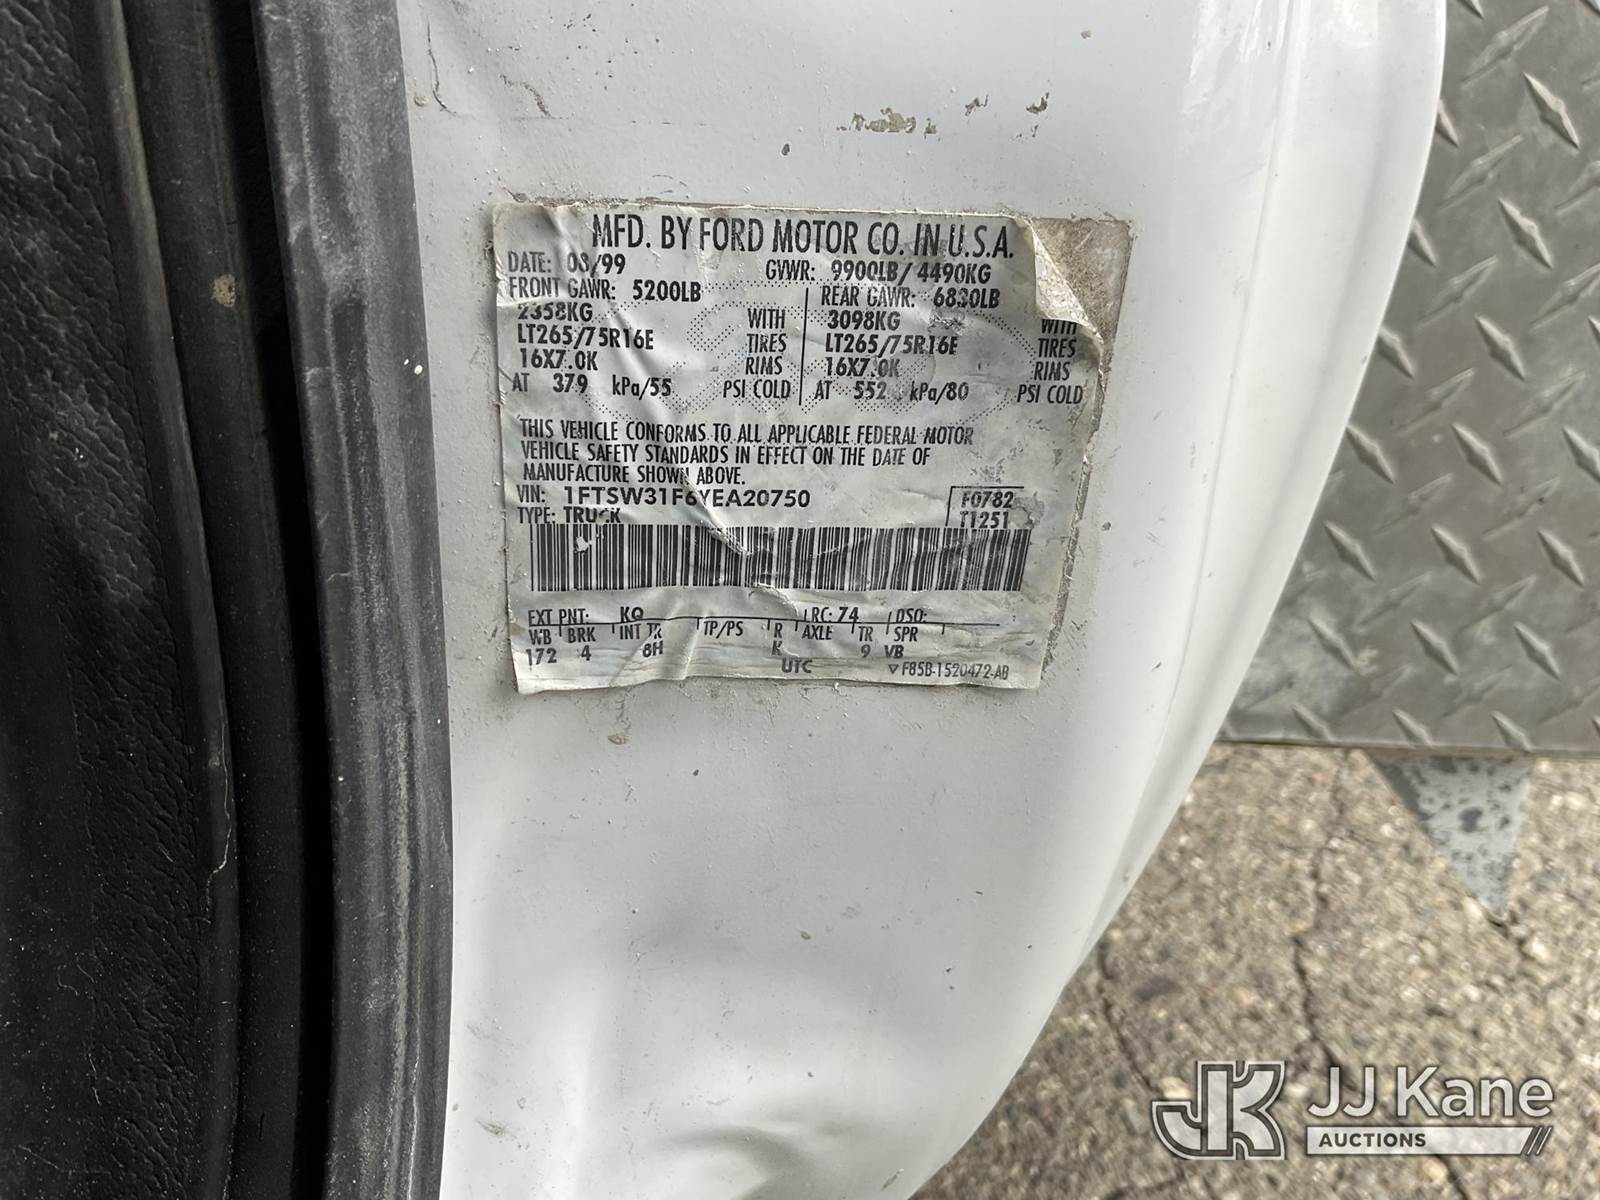 MFD. BY FORD MOTOR CO. IN U.S.A.
DATE: 08/99 GVWR: 9900LB / 4490KG
FRONT GAWR: 5200LB REAR GAWR: 6830LB
2358KG WITH 3098KG WITH
LT265/75R16E TIRES LT265/75R16E TIRES
16X7.0K RIMS 16X7.0K RIMS
AT 379 kPa/55 PSI COLD AT 552 kPa/80 PSI COLD
THIS VEHICLE CONFORMS TO ALL APPLICABLE FEDERAL MOTOR
VEHICLE SAFETY STANDARDS IN EFFECT ON THE DATE OF
MANUFACTURE SHOWN ABOVE.
VIN: 1FTSW31F6YEA20750 F0782
TYPE: TRUCK T1251
EXT PNT: KQ RC: 74 DSO:
WB BRK INT TR TP/PS R AXLE TR SPR
172 4 8H K 9 VB
UTC F85B-1520472-AB
JK JJ Kane
AUCTIONS